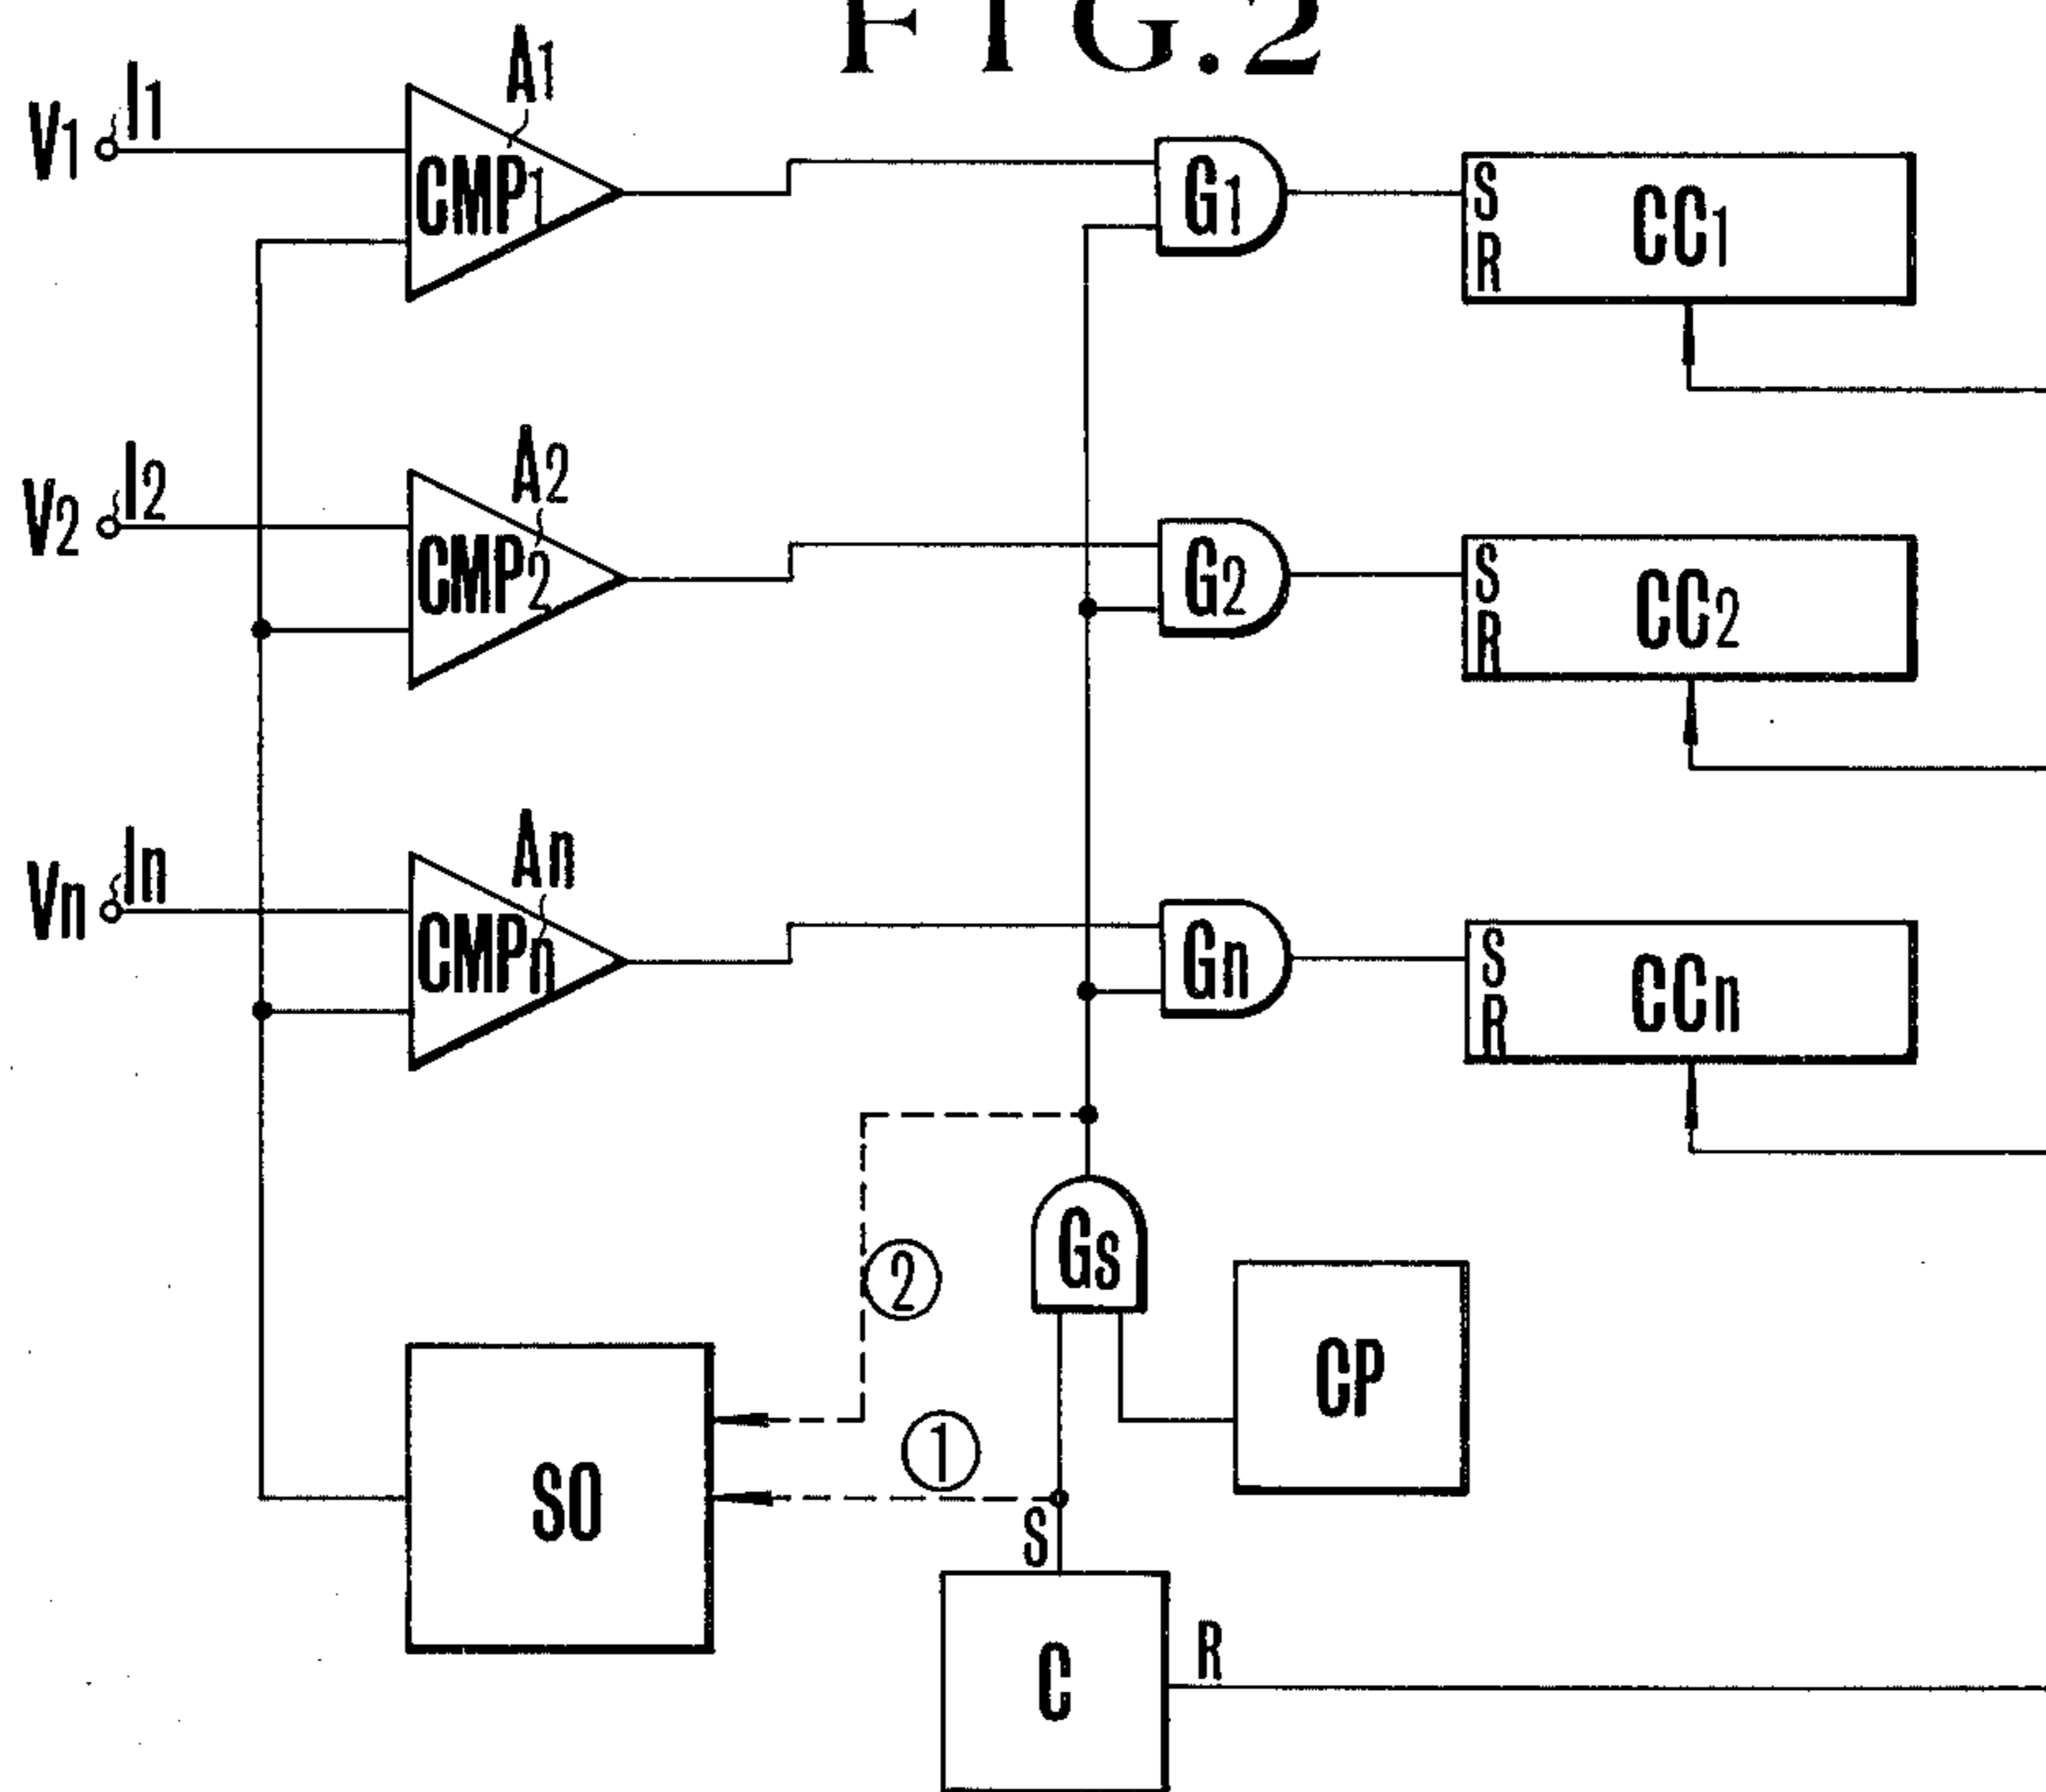 FIG.2
V1 I1 A1
CMP1
G1
S
R
CC1
V2 I2 A2
CMP2
G2
S
R
CC2
Vn In An
CMPn
Gn
S
R
CCn
GS
2
CP
1
SO
S
C
R